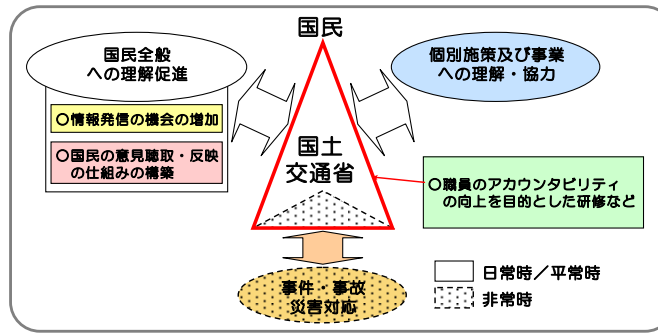 国民
国民全般
への理解促進
〇情報発信の機会の増加
〇国民の意見聴取・反映
の仕組みの構築
個別施策及び事業
への理解・協力
国土
交通省
〇職員のアカウンタビリティ
の向上を目的とした研修など
事件・事故
災害対応
日常時／平常時
非常時